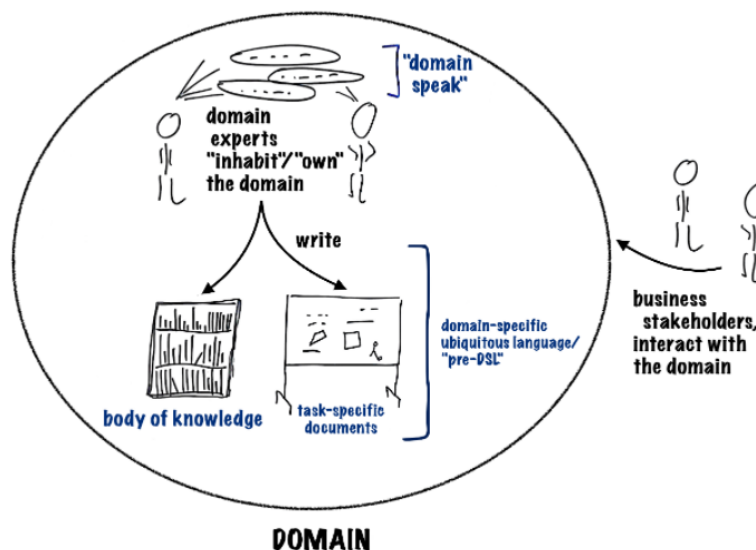 "domain
speak"
domain
experts
"inhabit"/"own"
the domain
write
domain-specific
ubiquitous language/
"pre-DSL"
body of knowledge
task-specific
documents
business
stakeholders,
interact with
the domain
DOMAIN